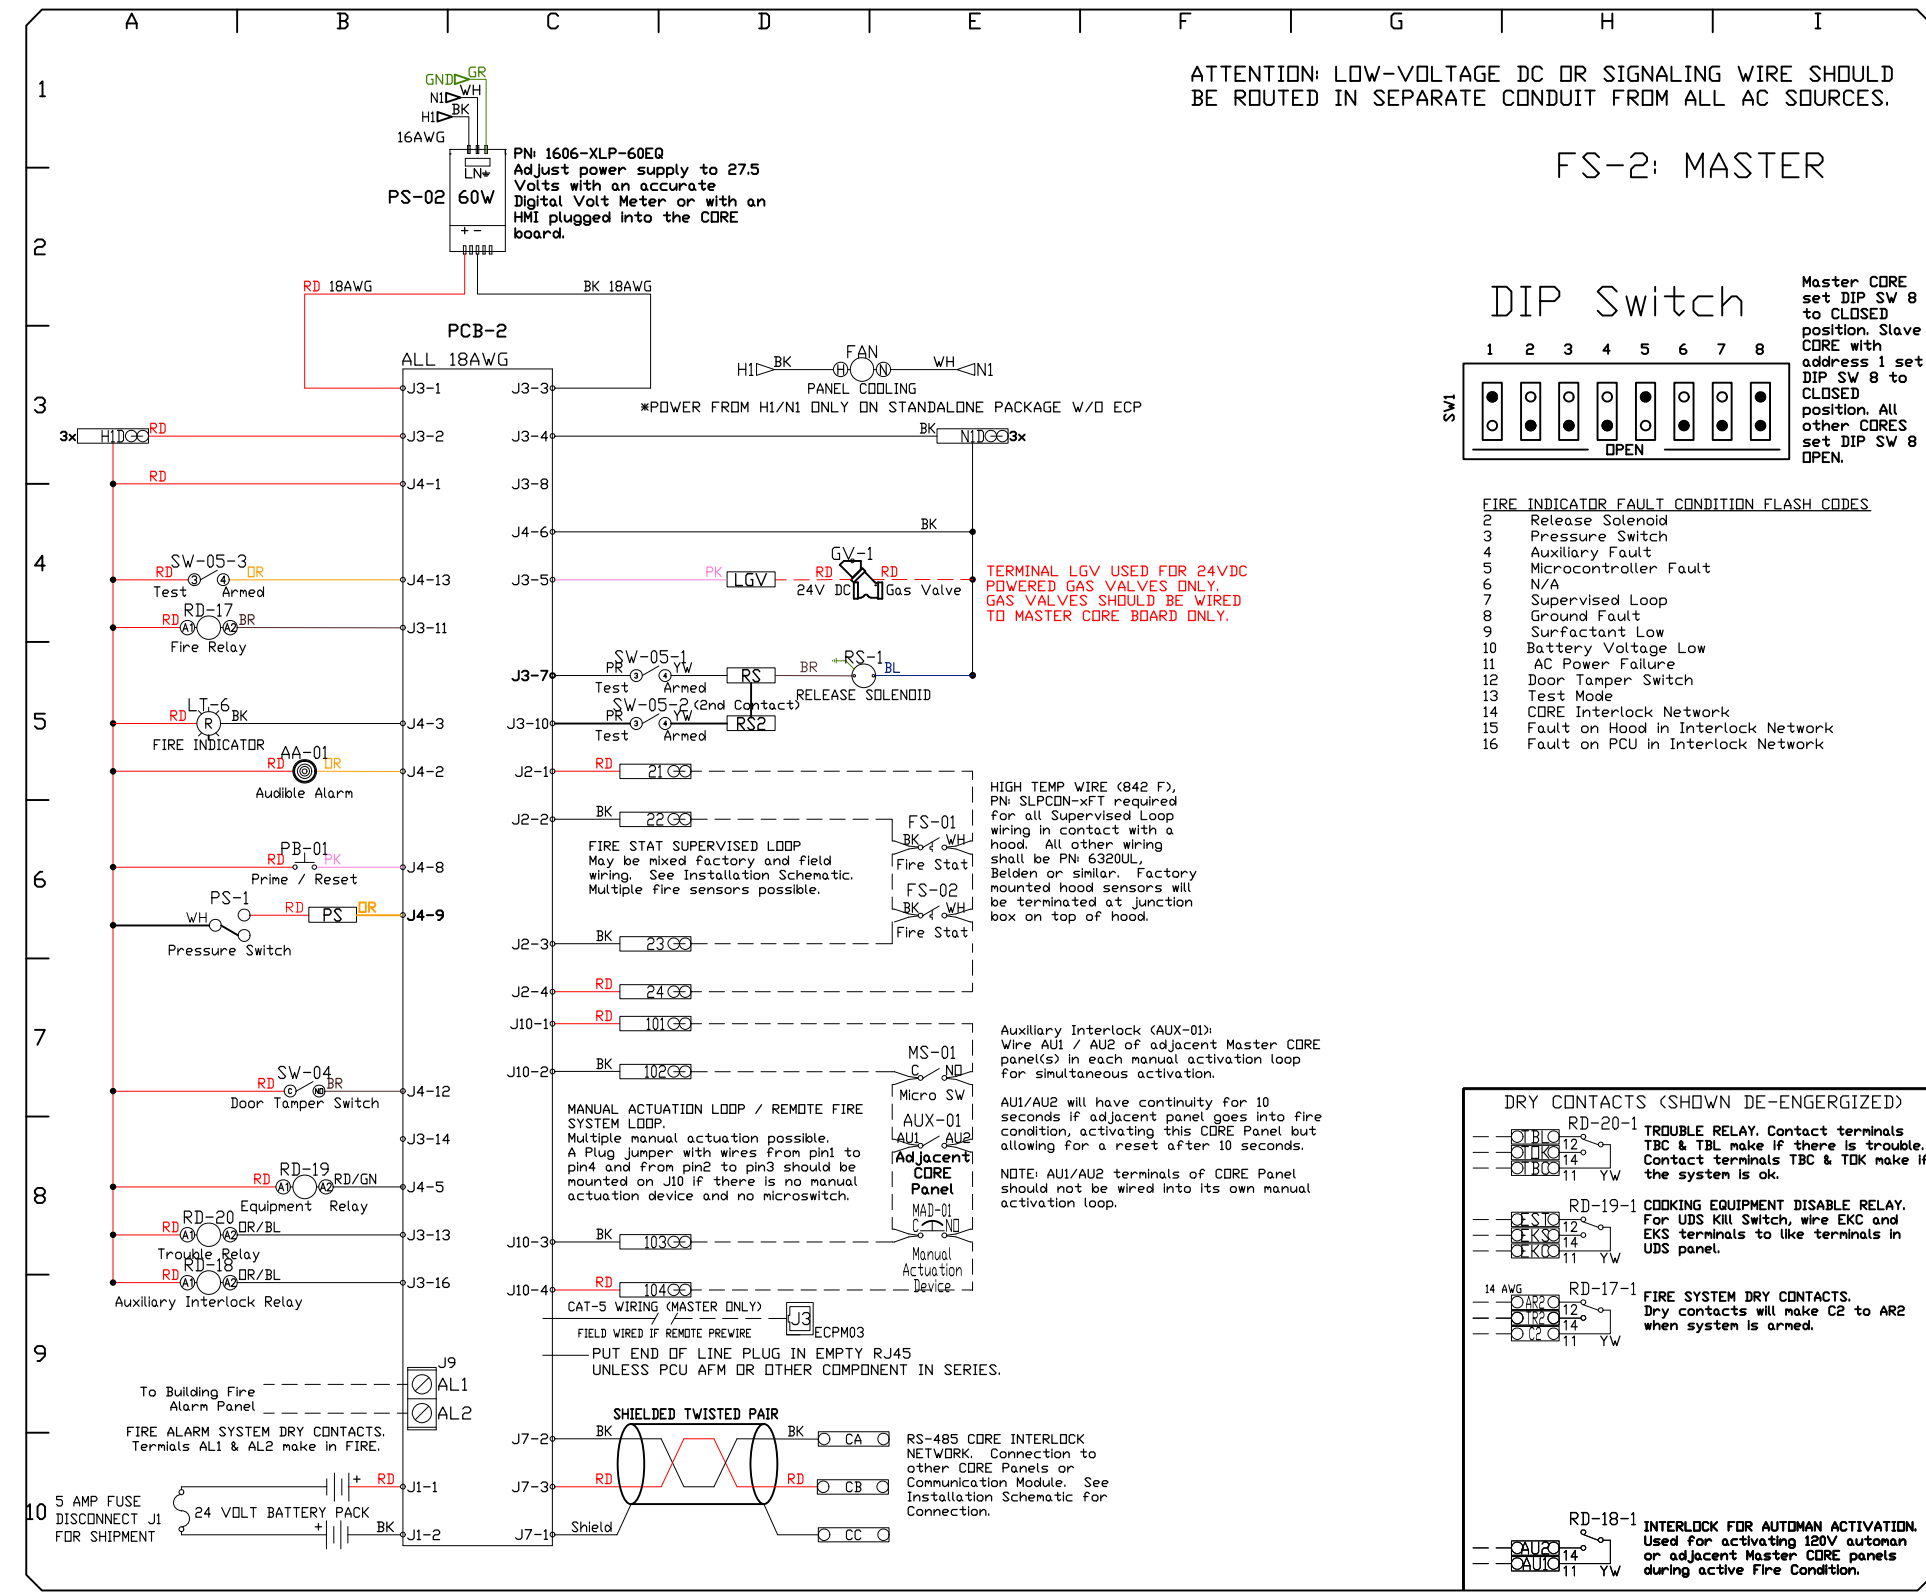 A B C D E F G H I
1
2
3
4
5
6
7
8
9
10
ATTENTION: LOW-VOLTAGE DC OR SIGNALING WIRE SHOULD
BE ROUTED IN SEPARATE CONDUIT FROM ALL AC SOURCES.
FS-2: MASTER
GND GR
N1 WH
H1 BK
16AWG
LN
PS-02 60W
+ -
PN: 1606-XLP-60EQ
Adjust power supply to 27.5
Volts with an accurate
Digital Volt Meter or with an
HMI plugged into the CORE
board.
RD 18AWG
BK 18AWG
PCB-2
ALL 18AWG
J3-1
J3-3
H1 BK FAN WH N1
H N
PANEL COOLING
*POWER FROM H1/N1 ONLY ON STANDALONE PACKAGE W/O ECP
3x H1D RD J3-2
J3-4 BK N1D 3x
RD J4-1
J3-8
J4-6 BK
SW-05-3
RD 3 4 OR J4-13
Test Armed
J3-5 PK LGV RD GV-1 RD
24V DC Gas Valve
TERMINAL LGV USED FOR 24VDC
POWERED GAS VALVES ONLY.
GAS VALVES SHOULD BE WIRED
TO MASTER CORE BOARD ONLY.
RD-17
RD A1 A2 BR J3-11
Fire Relay
SW-05-1
J3-7 PR 3 4 YW RS BR RS-1 BL
Test Armed
RELEASE SOLENOID
SW-05-2 (2nd Contact)
J3-10 PR 3 4 YW RS2
Test Armed
LT-6
RD R BK J4-3
FIRE INDICATOR
AA-01
RD OR J4-2
Audible Alarm
J2-1 RD 21
J2-2 BK 22
FIRE STAT SUPERVISED LOOP
May be mixed factory and field
wiring. See Installation Schematic.
Multiple fire sensors possible.
FS-01
BK WH
Fire Stat
FS-02
BK WH
Fire Stat
HIGH TEMP WIRE (842 F),
PN: SLPCON-xFT required
for all Supervised Loop
wiring in contact with a
hood. All other wiring
shall be PN: 6320UL,
Belden or similar. Factory
mounted hood sensors will
be terminated at junction
box on top of hood.
PB-01
RD PK J4-8
Prime / Reset
PS-1
WH RD PS OR J4-9
Pressure Switch
J2-3 BK 23
J2-4 RD 24
J10-1 RD 101
J10-2 BK 102
MS-01
C NO
Micro SW
AUX-01
AU1 AU2
Adjacent
CORE
Panel
MAD-01
C NO
Manual
Actuation
Device
Auxiliary Interlock (AUX-01):
Wire AU1 / AU2 of adjacent Master CORE
panel(s) in each manual activation loop
for simultaneous activation.
AU1/AU2 will have continuity for 10
seconds if adjacent panel goes into fire
condition, activating this CORE Panel but
allowing for a reset after 10 seconds.
NOTE: AU1/AU2 terminals of CORE Panel
should not be wired into its own manual
activation loop.
SW-04
RD C NO BR J4-12
Door Tamper Switch
MANUAL ACTUATION LOOP / REMOTE FIRE
SYSTEM LOOP.
Multiple manual actuation possible.
A Plug jumper with wires from pin1 to
pin4 and from pin2 to pin3 should be
mounted on J10 if there is no manual
actuation device and no microswitch.
J3-14
RD-19
RD A1 A2 RD/GN J4-5
Equipment Relay
RD-20
RD A1 A2 OR/BL J3-13
Trouble Relay
RD-18
RD A1 A2 OR/BL J3-16
Auxiliary Interlock Relay
J10-3 BK 103
J10-4 RD 104
CAT-5 WIRING (MASTER ONLY)
J3
FIELD WIRED IF REMOTE PREWIRE
ECPM03
PUT END OF LINE PLUG IN EMPTY RJ45
UNLESS PCU AFM OR OTHER COMPONENT IN SERIES.
J9
AL1
AL2
To Building Fire
Alarm Panel
FIRE ALARM SYSTEM DRY CONTACTS.
Termials AL1 & AL2 make in FIRE.
+ RD J1-1
5 AMP FUSE
DISCONNECT J1
FOR SHIPMENT
24 VOLT BATTERY PACK
+ BK J1-2
SHIELDED TWISTED PAIR
J7-2 BK BK CA
J7-3 RD RD CB
J7-1 Shield CC
RS-485 CORE INTERLOCK
NETWORK. Connection to
other CORE Panels or
Communication Module. See
Installation Schematic for
Connection.
DIP Switch
1 2 3 4 5 6 7 8
SW1
OPEN
Master CORE
set DIP SW 8
to CLOSED
position. Slave
CORE with
address 1 set
DIP SW 8 to
CLOSED
position. All
other CORES
set DIP SW 8
OPEN.
FIRE INDICATOR FAULT CONDITION FLASH CODES
2 Release Solenoid
3 Pressure Switch
4 Auxiliary Fault
5 Microcontroller Fault
6 N/A
7 Supervised Loop
8 Ground Fault
9 Surfactant Low
10 Battery Voltage Low
11 AC Power Failure
12 Door Tamper Switch
13 Test Mode
14 CORE Interlock Network
15 Fault on Hood in Interlock Network
16 Fault on PCU in Interlock Network
DRY CONTACTS (SHOWN DE-ENGERGIZED)
RD-20-1
TBL 12
TOK 14
TBC 11 YW
TROUBLE RELAY. Contact terminals
TBC & TBL make if there is trouble.
Contact terminals TBC & TOK make if
the system is ok.
RD-19-1
EST 12
EKS 14
EKC 11 YW
COOKING EQUIPMENT DISABLE RELAY.
For UDS Kill Switch, wire EKC and
EKS terminals to like terminals in
UDS panel.
14 AWG RD-17-1
AR2 12
TR2 14
C2 11 YW
FIRE SYSTEM DRY CONTACTS.
Dry contacts will make C2 to AR2
when system is armed.
RD-18-1
AU2 14
AU1 11 YW
INTERLOCK FOR AUTOMAN ACTIVATION.
Used for activating 120V automan
or adjacent Master CORE panels
during active Fire Condition.